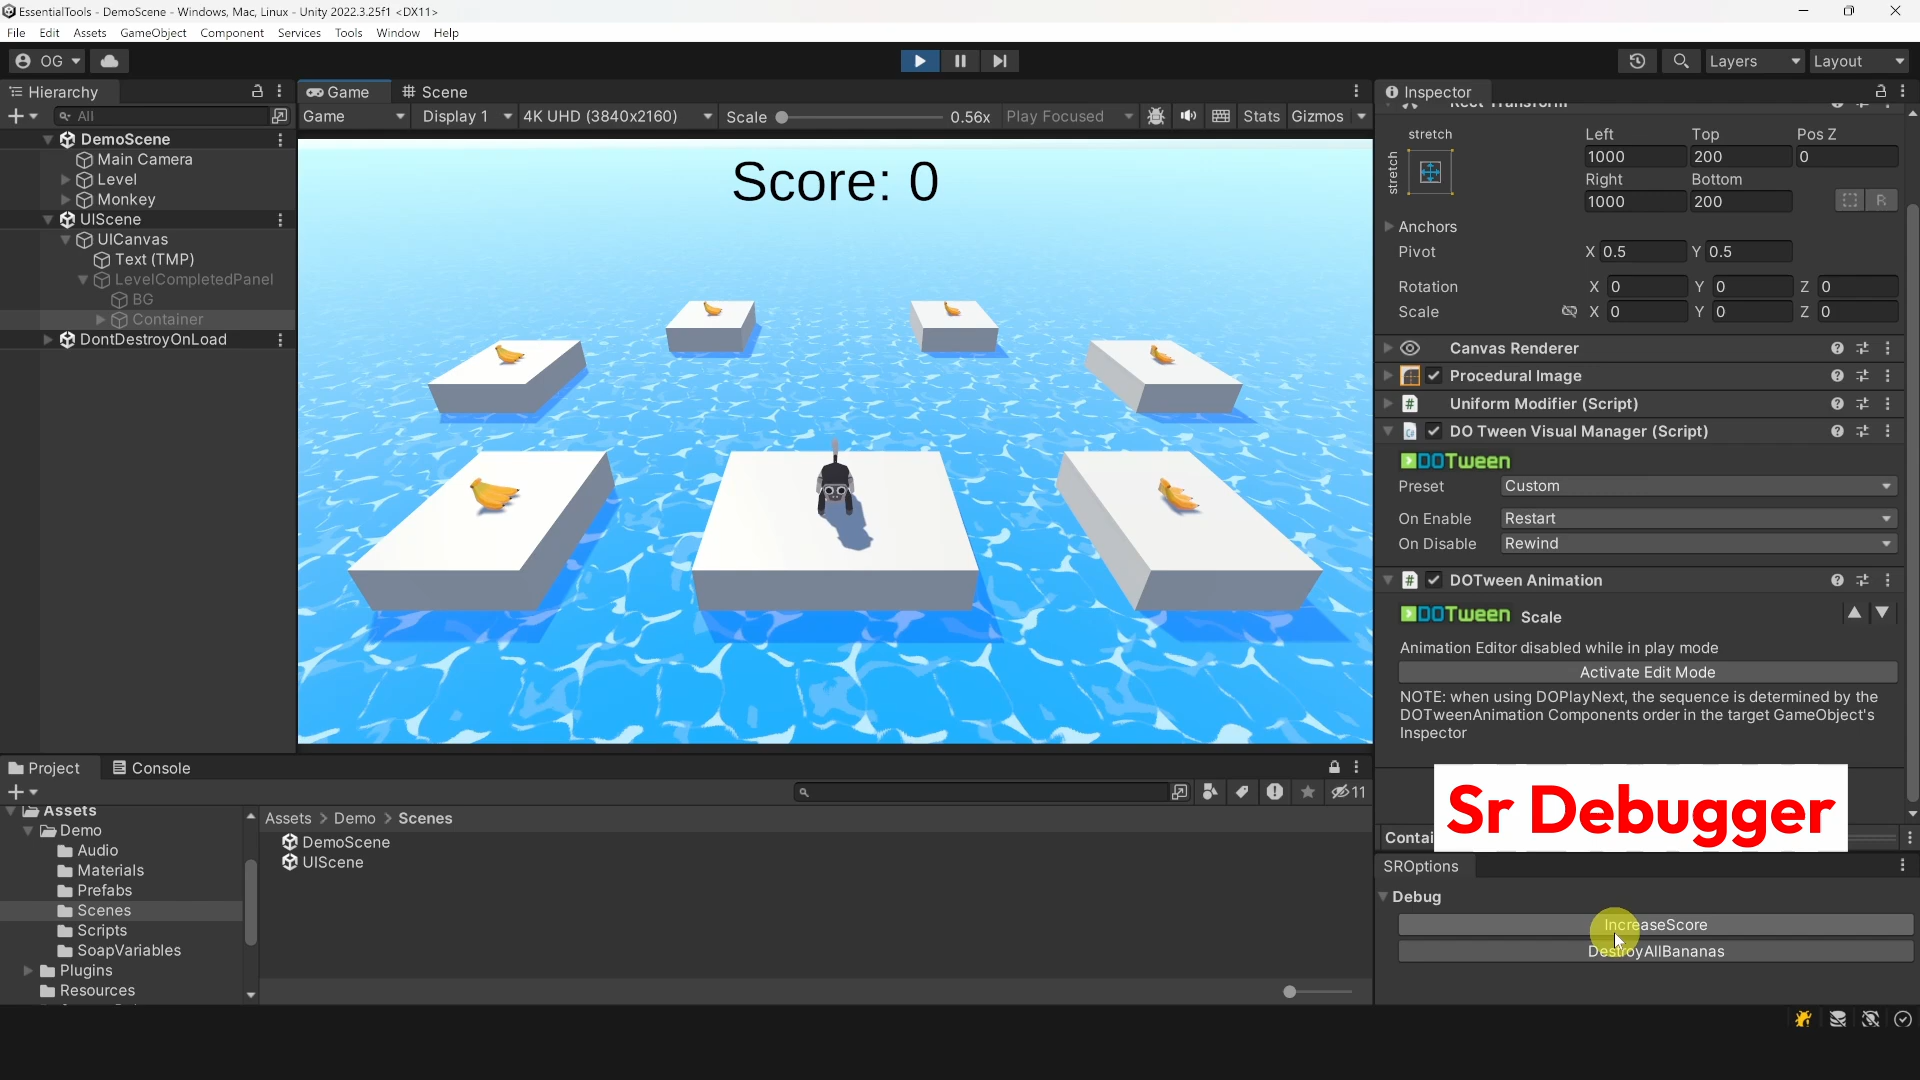 EssentialTools - DemoScene - Windows, Mac, Linux - Unity 2022.3.25f1 <DX11>
File Edit Assets GameObject Component Services Tools Window Help
OG
Layers
Layout
Hierarchy
Game
Scene
Inspector
All
Game
Display 1
4K UHD (3840x2160)
Scale
0.56x
Play Focused
Stats
Gizmos
DemoScene
Main Camera
Level
Monkey
UIScene
UICanvas
Text (TMP)
LevelCompletedPanel
BG
Container
DontDestroyOnLoad
Score: 0
Rect Transform
stretch
stretch
Left Top Pos Z
1000 200 0
Right Bottom
1000 200
R
Anchors
Pivot X 0.5 Y 0.5
Rotation X 0 Y 0 Z 0
Scale X 0 Y 0 Z 0
Canvas Renderer
Procedural Image
Uniform Modifier (Script)
DO Tween Visual Manager (Script)
DOTween
Preset Custom
On Enable Restart
On Disable Rewind
DOTween Animation
DOTween Scale
Animation Editor disabled while in play mode
Activate Edit Mode
NOTE: when using DOPlayNext, the sequence is determined by the
DOTweenAnimation Components order in the target GameObject's
Inspector
Sr Debugger
Contai
SROptions
Debug
IncreaseScore
DestroyAllBananas
Project
Console
11
Assets
Demo
Audio
Materials
Prefabs
Scenes
Scripts
SoapVariables
Plugins
Resources
Assets > Demo > Scenes
DemoScene
UIScene